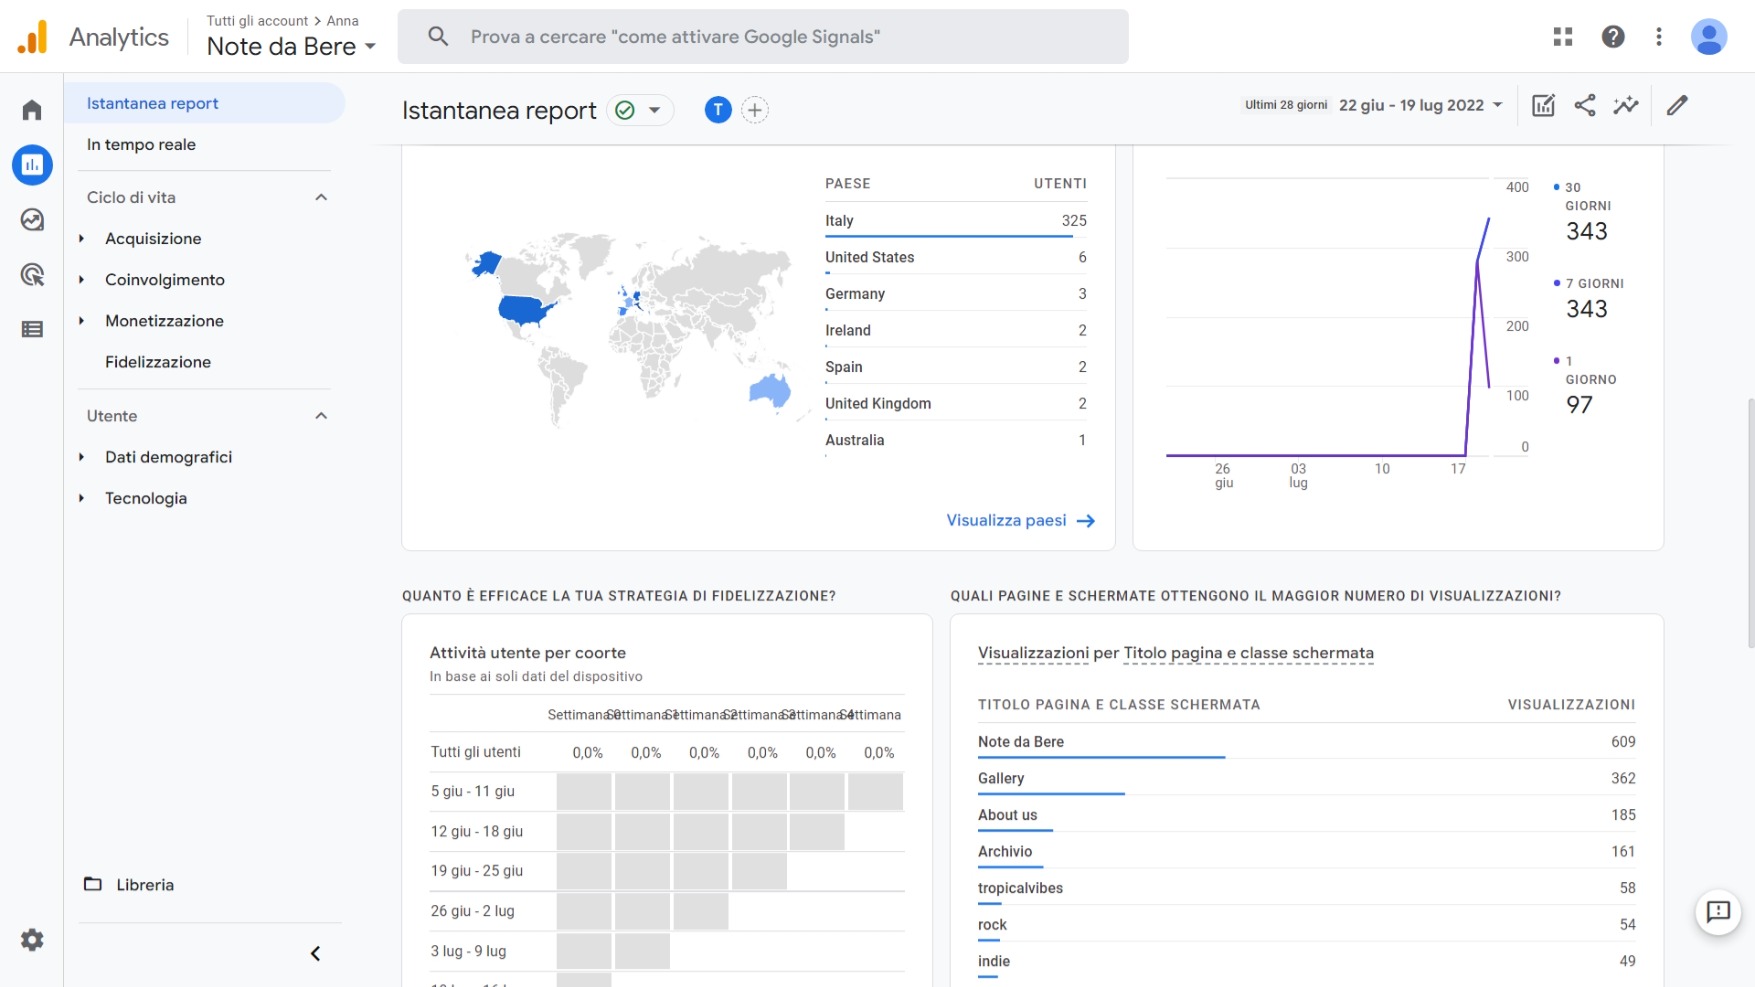 Analytics
Tutti gli account > Anna
Note da Bere
Prova a cercare "come attivare Google Signals"
Istantanea report
In tempo reale
Ciclo di vita
Acquisizione
Coinvolgimento
Monetizzazione
Fidelizzazione
Utente
Dati demografici
Tecnologia
Libreria
Istantanea report
T
Ultimi 28 giorni 22 giu - 19 lug 2022
PAESE UTENTI
Italy 325
United States 6
Germany 3
Ireland 2
Spain 2
United Kingdom 2
Australia 1
Visualizza paesi
400
300
200
100
0
26 giu
03 lug
10
17
30 GIORNI
343
7 GIORNI
343
1 GIORNO
97
QUANTO È EFFICACE LA TUA STRATEGIA DI FIDELIZZAZIONE?
Attività utente per coorte
In base ai soli dati del dispositivo
Settimana 0 Settimana 1 Settimana 2 Settimana 3 Settimana 4 Settimana
Tutti gli utenti 0,0% 0,0% 0,0% 0,0% 0,0% 0,0%
5 giu - 11 giu
12 giu - 18 giu
19 giu - 25 giu
26 giu - 2 lug
3 lug - 9 lug
QUALI PAGINE E SCHERMATE OTTENGONO IL MAGGIOR NUMERO DI VISUALIZZAZIONI?
Visualizzazioni per Titolo pagina e classe schermata
TITOLO PAGINA E CLASSE SCHERMATA VISUALIZZAZIONI
Note da Bere 609
Gallery 362
About us 185
Archivio 161
tropicalvibes 58
rock 54
indie 49